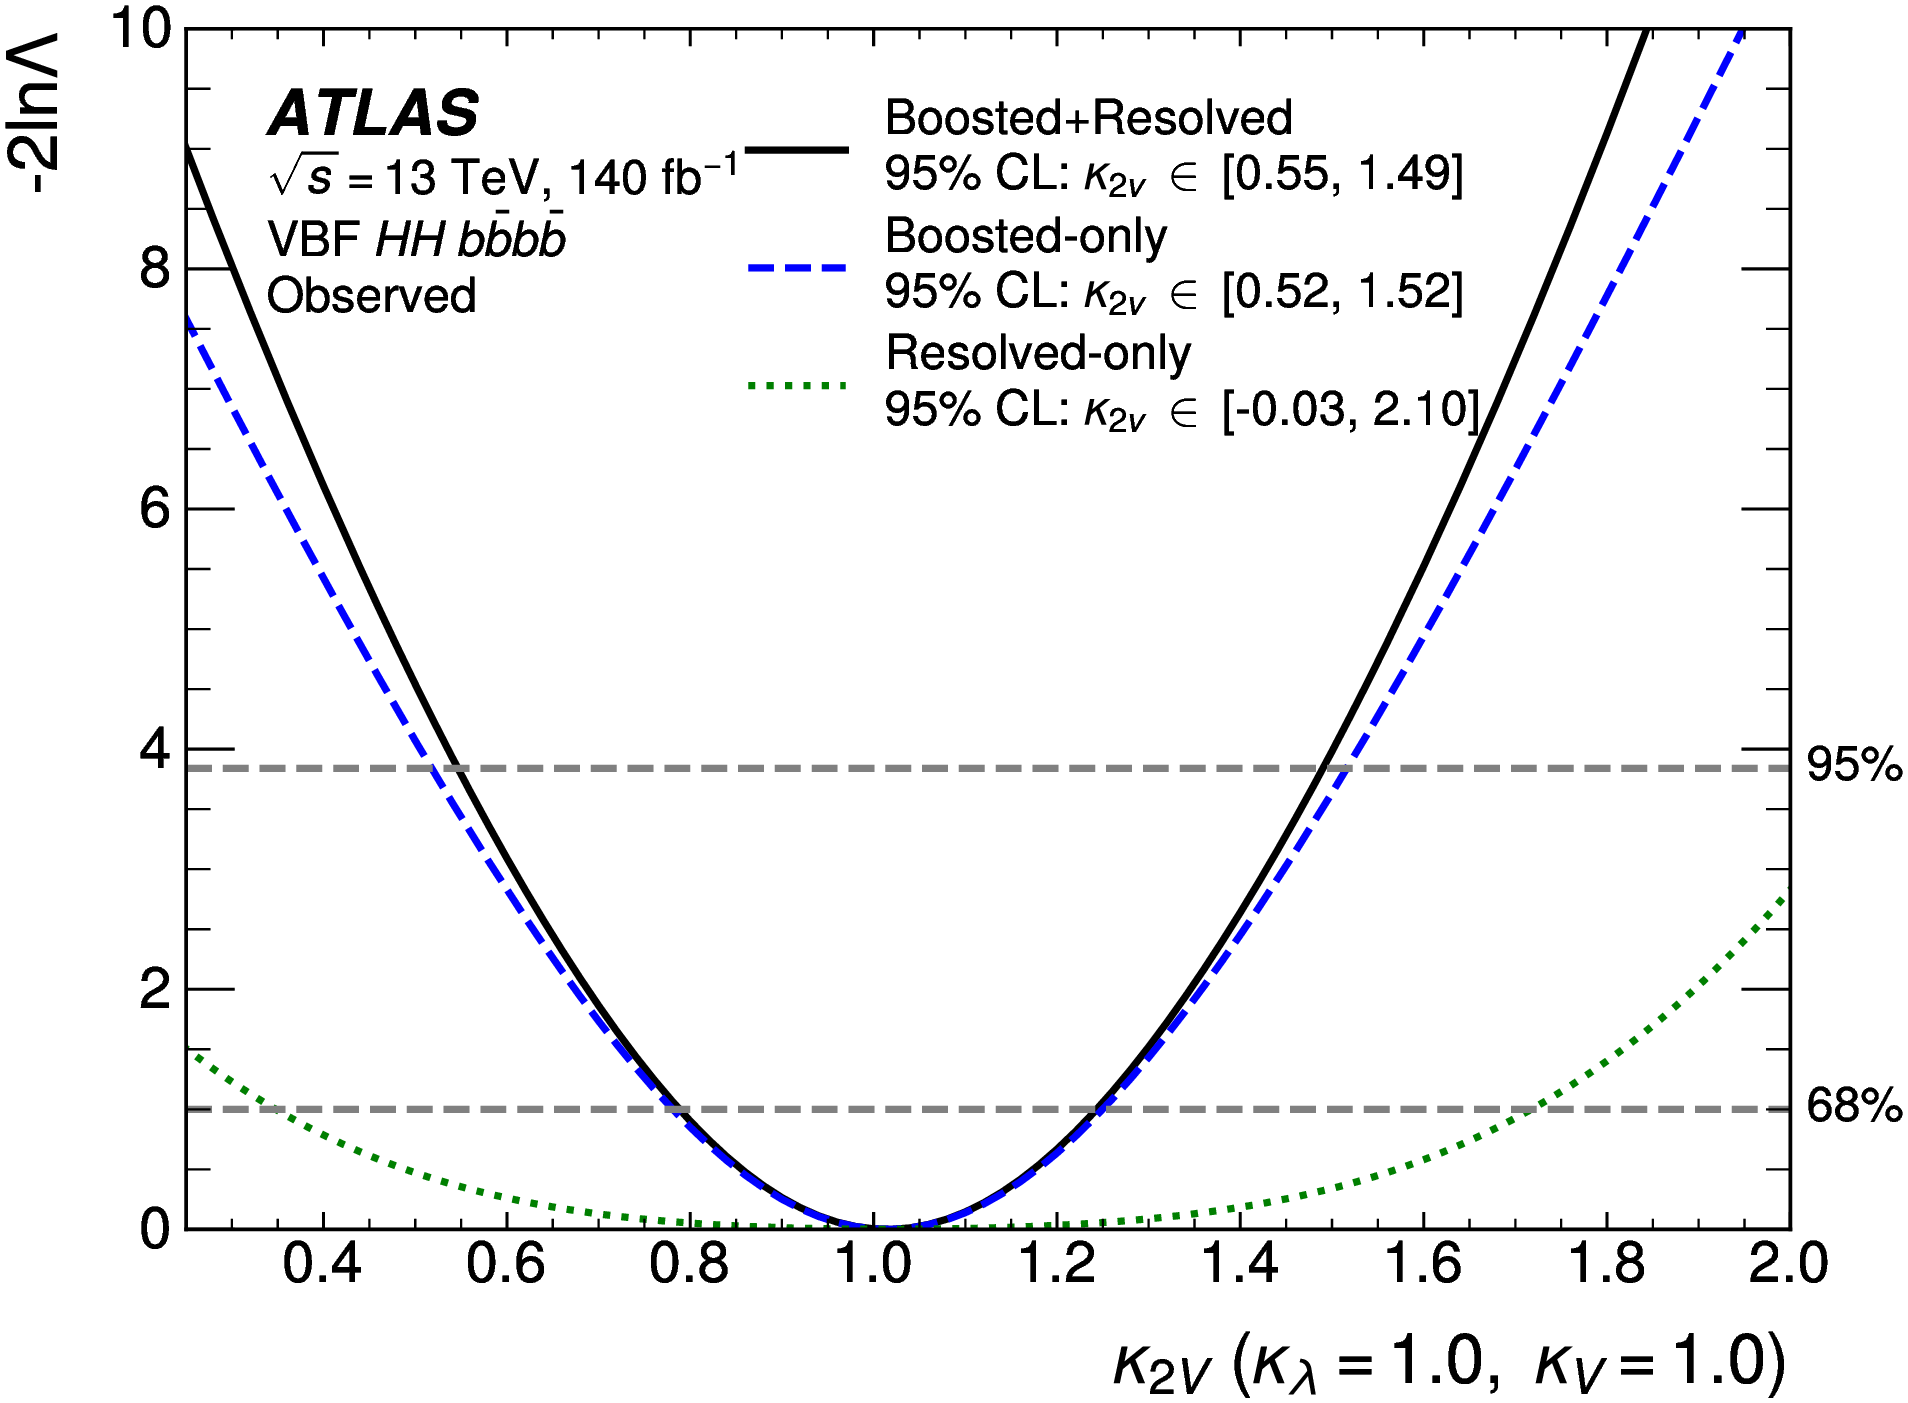 -2lnΛ
10
8
6
4
2
0
ATLAS
√s = 13 TeV, 140 fb⁻¹
VBF HH bb̄bb̄
Observed
Boosted+Resolved
95% CL: κ₂ᵥ ∈ [0.55, 1.49]
Boosted-only
95% CL: κ₂ᵥ ∈ [0.52, 1.52]
Resolved-only
95% CL: κ₂ᵥ ∈ [-0.03, 2.10]
95%
68%
0.4 0.6 0.8 1.0 1.2 1.4 1.6 1.8 2.0
κ₂V (κλ = 1.0, κV = 1.0)